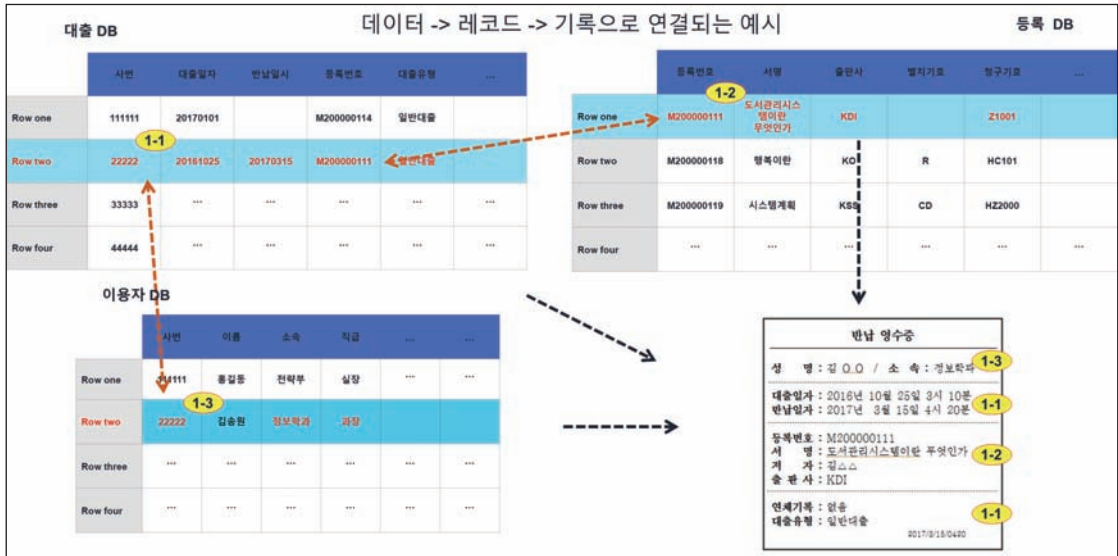 데이터 -> 레코드 -> 기록으로 연결되는 예시
대출 DB
사번 대출일자 반납일시 등록번호 대출유형 ...
Row one 111111 20170101 M200000114 일반대출
1-1
Row two 22222 20161025 20170315 M200000111 일반대출
Row three 33333 ... ... ... ... ...
Row four 44444 ... ... ... ... ...
등록 DB
등록번호 서명 출판사 별치기호 청구기호 ...
1-2
Row one M200000111 도서관리시스 KDI Z1001
템이란
무엇인가
Row two M200000118 행복이란 KO R HC101
Row three M200000119 시스템계획 KSS CD HZ2000
Row four ... ... ... ... ... ...
이용자 DB
사번 이름 소속 직급 ... ...
Row one 111111 홍길동 전략부 실장 ... ...
1-3
Row two 22222 김송원 정보학과 과장
Row three ... ... ... ... ... ...
Row four ... ... ... ... ... ...
반납 영수증
성 명 : 김 O O / 소 속 : 정보학과 1-3
대출일자 : 2016년 10월 25일 3시 10분
반납일자 : 2017년 3월 15일 4시 20분 1-1
등록번호 : M200000111
서 명 : 도서관리시스템이란 무엇인가 1-2
저 자 : 김△△
출 판 사 : KDI
연체기록 : 없음 1-1
대출유형 : 일반대출
2017/3/15/0420